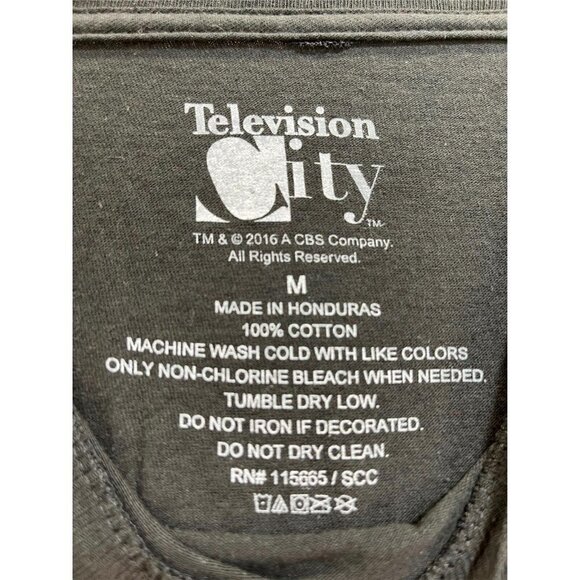 Television
City
TM
TM & © 2016 A CBS Company.
All Rights Reserved.
M
MADE IN HONDURAS
100% COTTON
MACHINE WASH COLD WITH LIKE COLORS
ONLY NON-CHLORINE BLEACH WHEN NEEDED.
TUMBLE DRY LOW.
DO NOT IRON IF DECORATED.
DO NOT DRY CLEAN.
RN# 115665 / SCC